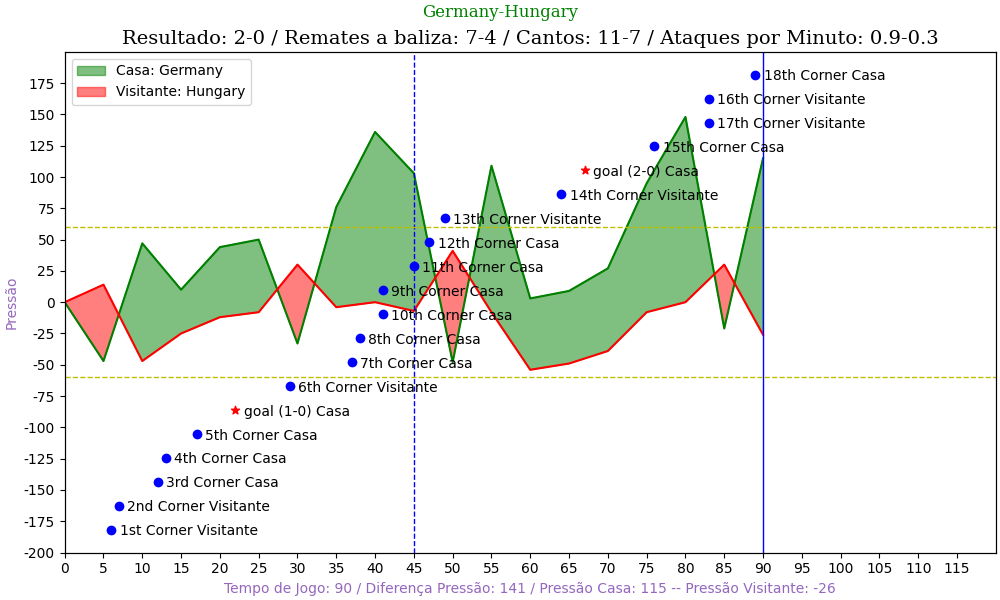 Germany-Hungary
Resultado: 2-0 / Remates a baliza: 7-4 / Cantos: 11-7 / Ataques por Minuto: 0.9-0.3
Casa: Germany
Visitante: Hungary
18th Corner Casa
16th Corner Visitante
17th Corner Visitante
15th Corner Casa
goal (2-0) Casa
14th Corner Visitante
13th Corner Visitante
12th Corner Casa
11th Corner Casa
9th Corner Casa
10th Corner Casa
8th Corner Casa
7th Corner Casa
6th Corner Visitante
goal (1-0) Casa
5th Corner Casa
4th Corner Casa
3rd Corner Casa
2nd Corner Visitante
1st Corner Visitante
Pressão
175
150
125
100
75
50
25
0
-25
-50
-75
-100
-125
-150
-175
-200
0 5 10 15 20 25 30 35 40 45 50 55 60 65 70 75 80 85 90 95 100 105 110 115
Tempo de Jogo: 90 / Diferença Pressão: 141 / Pressão Casa: 115 -- Pressão Visitante: -26